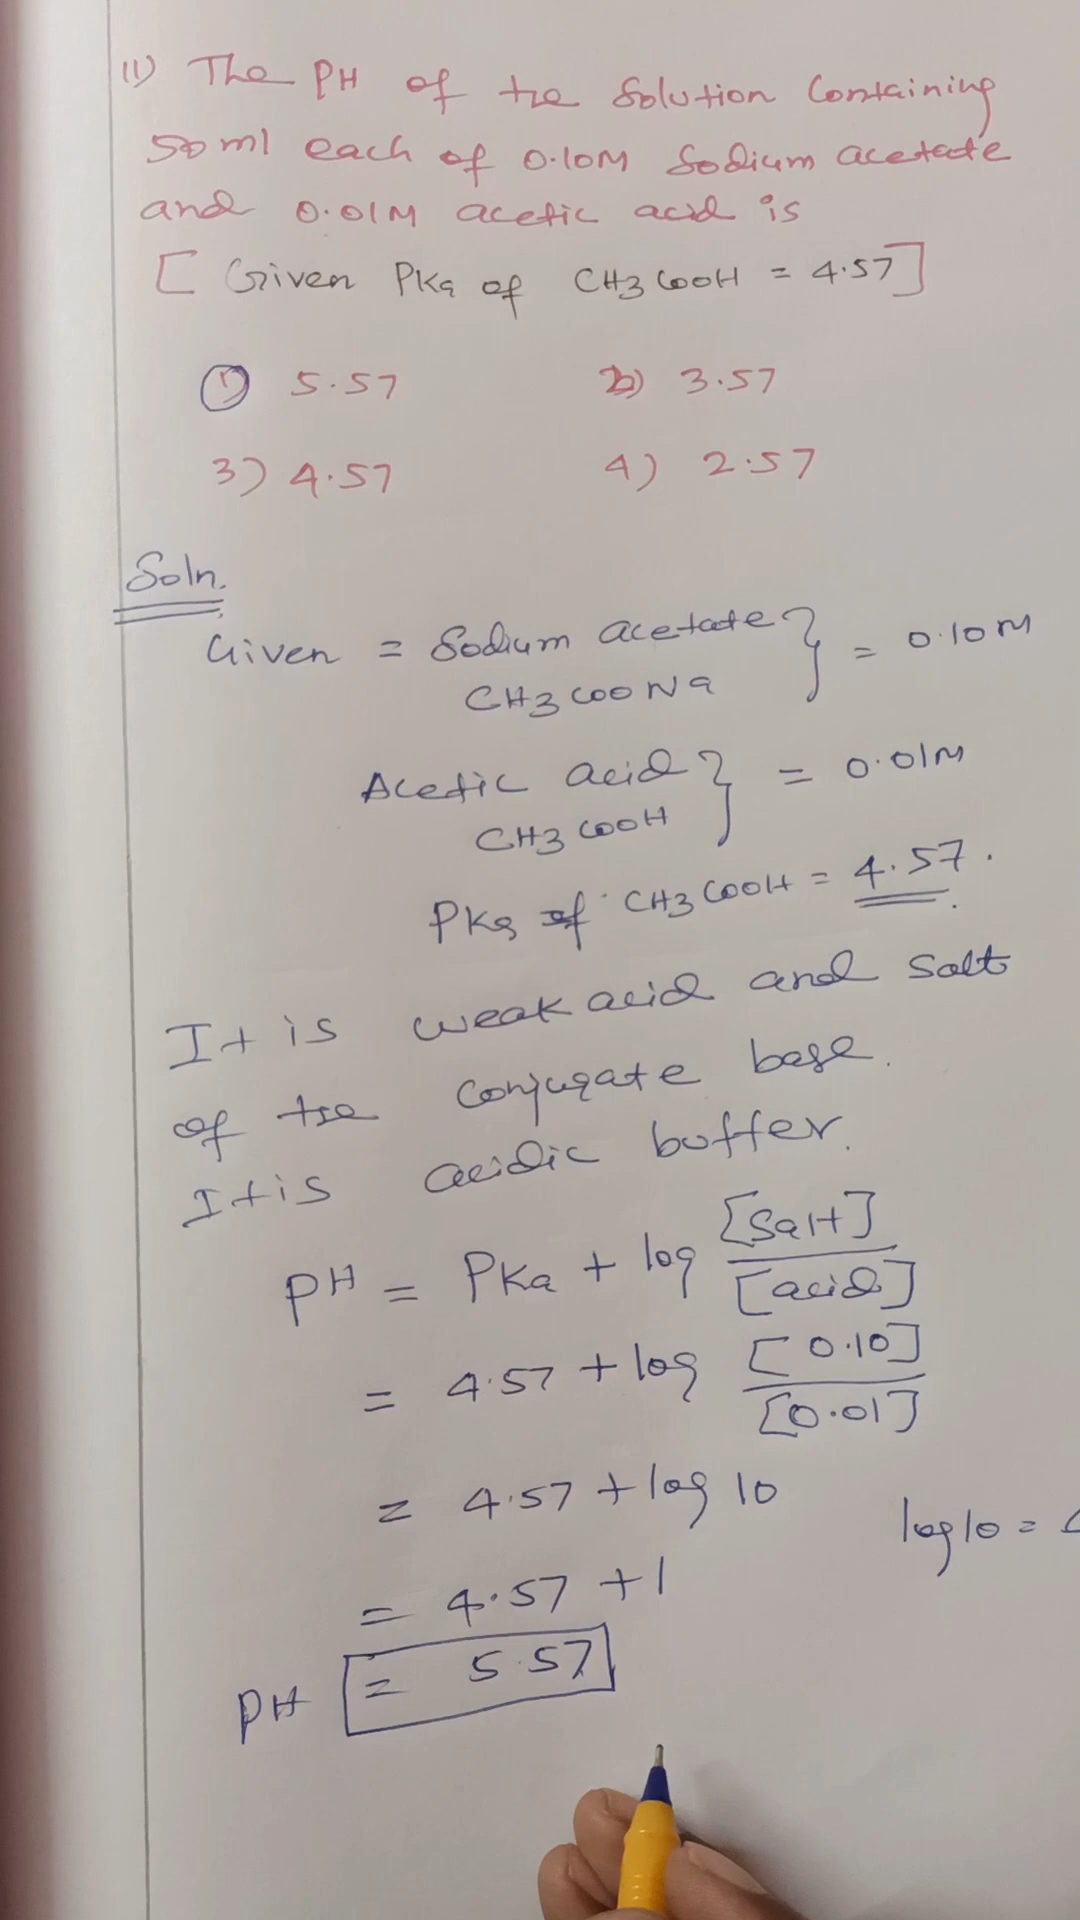 11) The PH of the Solution Containing
50 ml each of 0.10M Sodium acetate
and 0.01M acetic acid is
[ Given PKa of CH3COOH = 4.57]
1) 5.57 2) 3.57
3) 4.57 4) 2.57
Soln.
Given = Sodium acetate } = 0.10M
CH3COONa
Acetic acid } = 0.01M
CH3COOH
PKa of CH3COOH = 4.57.
It is weak acid and salt
of the Conjugate base.
It is acidic buffer.
PH = PKa + log [Salt]
[acid]
= 4.57 + log [0.10]
[0.01]
= 4.57 + log 10
log 10 =
= 4.57 + 1
PH = 5.57